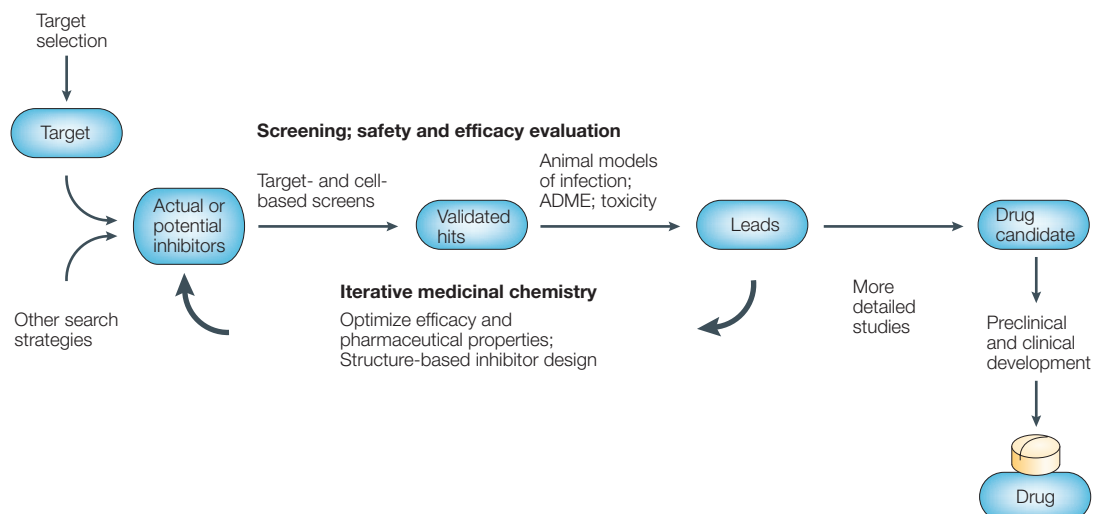 Target
selection
Target
Other search
strategies
Actual or
potential
inhibitors
Screening; safety and efficacy evaluation
Target- and cell-
based screens
Validated
hits
Animal models
of infection;
ADME; toxicity
Leads
Iterative medicinal chemistry
Optimize efficacy and
pharmaceutical properties;
Structure-based inhibitor design
More
detailed
studies
Drug
candidate
Preclinical
and clinical
development
Drug